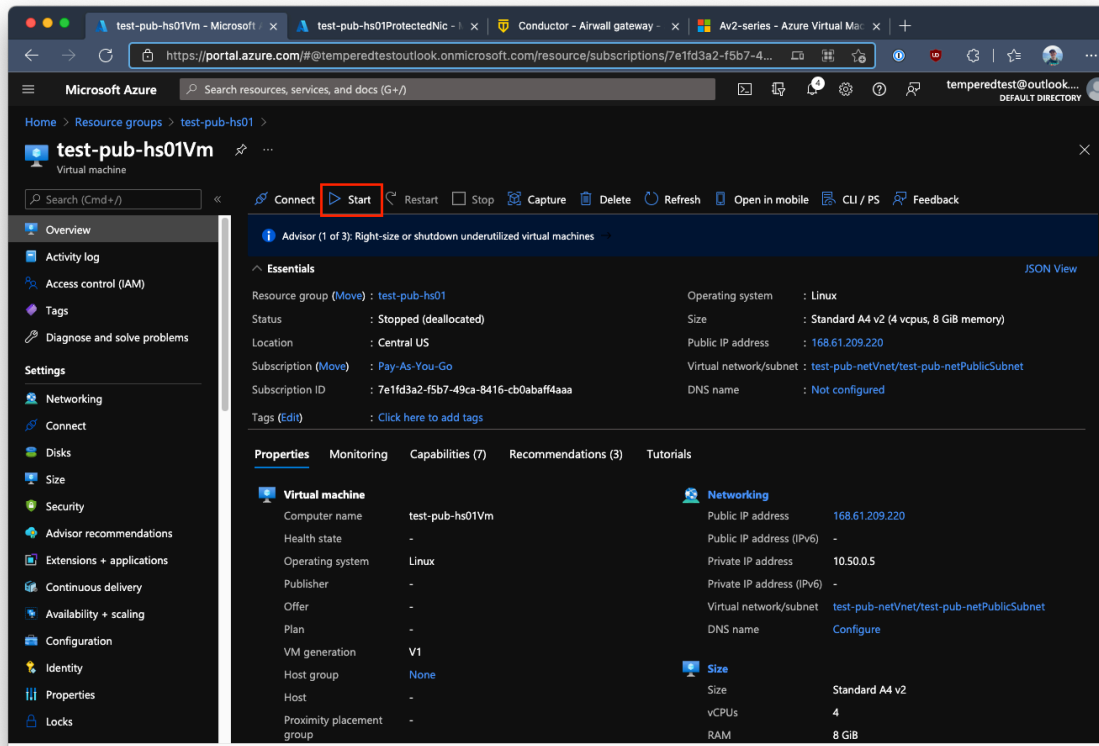 test-pub-hs01Vm - Microsoft A
test-pub-hs01ProtectedNic - M
Conductor - Airwall gateway -
Av2-series - Azure Virtual Mac
https://portal.azure.com/#@temperedtestoutlook.onmicrosoft.com/resource/subscriptions/7e1fd3a2-f5b7-4...
Microsoft Azure
Search resources, services, and docs (G+/)
4
temperedtest@outlook....
DEFAULT DIRECTORY
Home > Resource groups > test-pub-hs01 >
test-pub-hs01Vm
Virtual machine
Search (Cmd+/)
Connect Start Restart Stop Capture Delete Refresh Open in mobile CLI / PS Feedback
Overview
Activity log
Access control (IAM)
Tags
Diagnose and solve problems
Settings
Networking
Connect
Disks
Size
Security
Advisor recommendations
Extensions + applications
Continuous delivery
Availability + scaling
Configuration
Identity
Properties
Locks
Advisor (1 of 3): Right-size or shutdown underutilized virtual machines
Essentials
JSON View
Resource group (Move) : test-pub-hs01
Status : Stopped (deallocated)
Location : Central US
Subscription (Move) : Pay-As-You-Go
Subscription ID : 7e1fd3a2-f5b7-49ca-8416-cb0abaff4aaa
Tags (Edit) : Click here to add tags
Operating system : Linux
Size : Standard A4 v2 (4 vcpus, 8 GiB memory)
Public IP address : 168.61.209.220
Virtual network/subnet : test-pub-netVnet/test-pub-netPublicSubnet
DNS name : Not configured
Properties Monitoring Capabilities (7) Recommendations (3) Tutorials
Virtual machine
Computer name test-pub-hs01Vm
Health state -
Operating system Linux
Publisher -
Offer -
Plan -
VM generation V1
Host group None
Host -
Proximity placement group -
Networking
Public IP address 168.61.209.220
Public IP address (IPv6) -
Private IP address 10.50.0.5
Private IP address (IPv6) -
Virtual network/subnet test-pub-netVnet/test-pub-netPublicSubnet
DNS name Configure
Size
Size Standard A4 v2
vCPUs 4
RAM 8 GiB